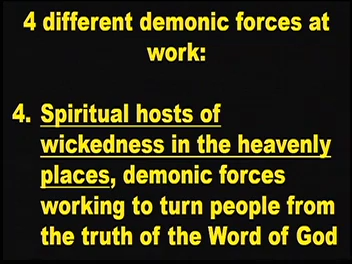 4 different demonic forces at
work:
4. Spiritual hosts of
wickedness in the heavenly
places, demonic forces
working to turn people from
the truth of the Word of God